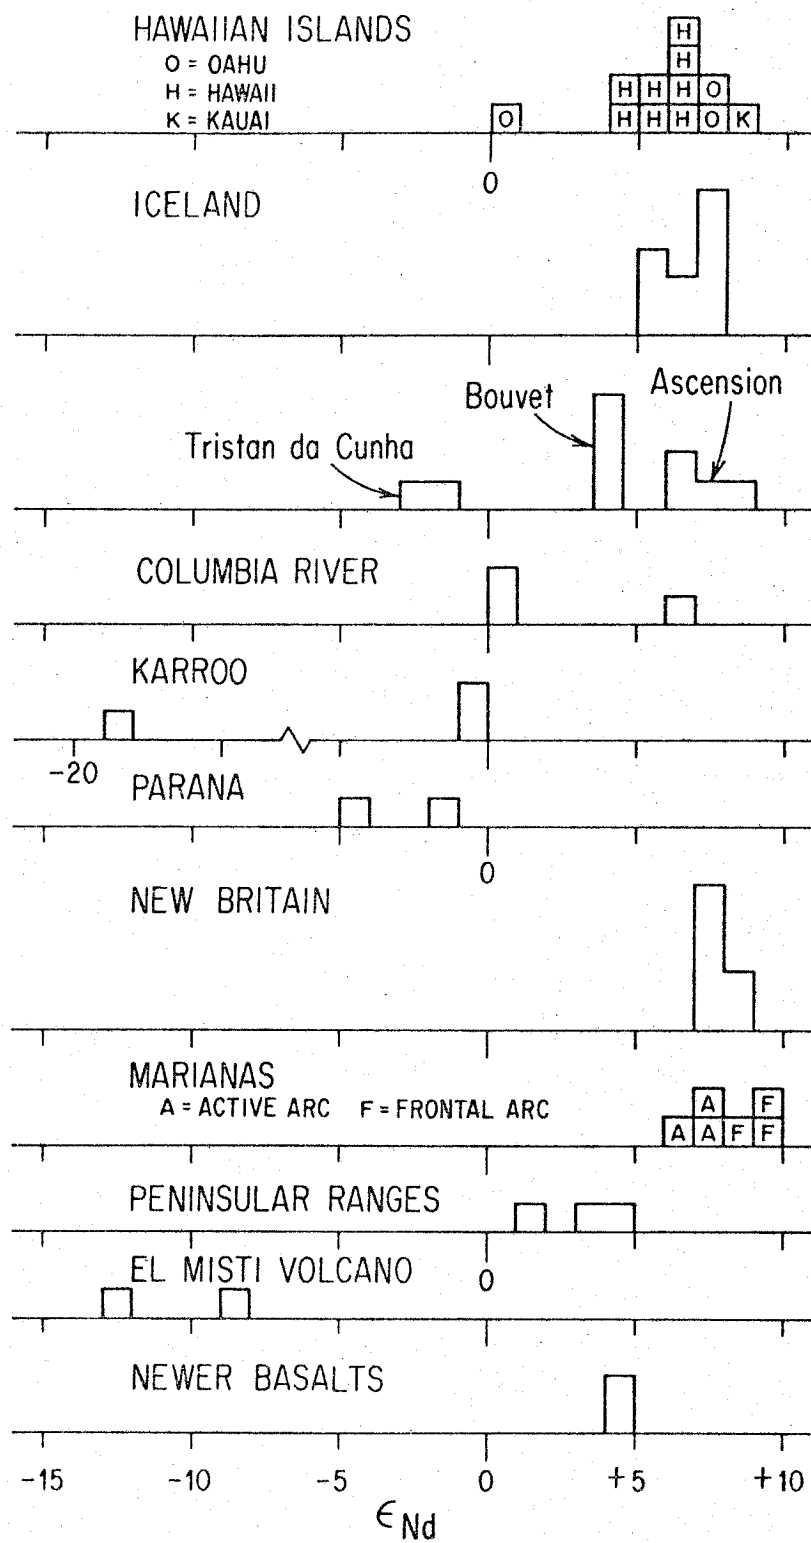 HAWAIIAN ISLANDS
O = OAHU
H = HAWAII
K = KAUAI
H
H
H H H O
O H H H O K
0
ICELAND
Bouvet
Ascension
Tristan da Cunha
COLUMBIA RIVER
KARROO
-20
PARANA
0
NEW BRITAIN
MARIANAS
A = ACTIVE ARC F = FRONTAL ARC
A F
A A F F
PENINSULAR RANGES
EL MISTI VOLCANO
0
NEWER BASALTS
-15 -10 -5 0 +5 +10
ϵNd